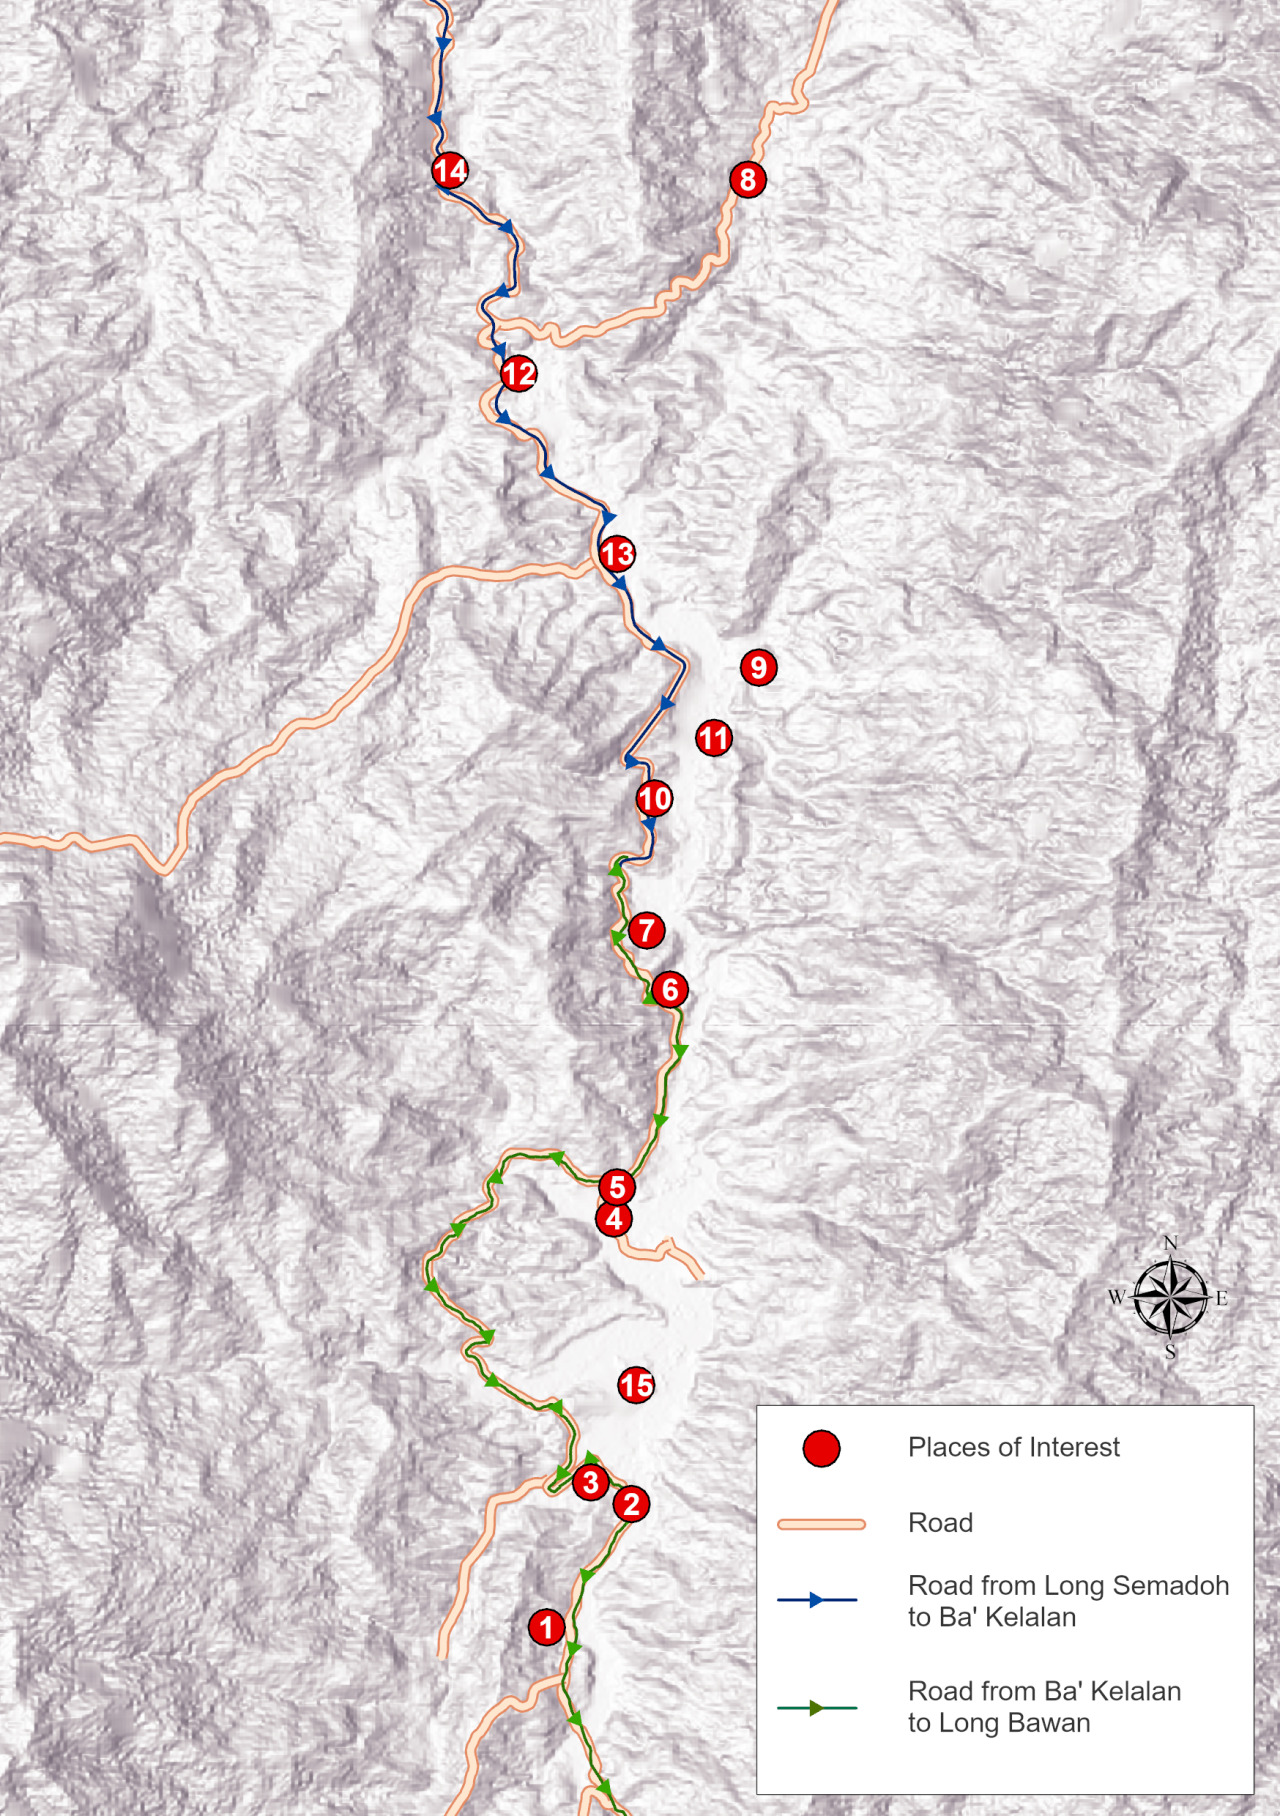 14
8
12
13
9
11
10
7
6
5
4
N
W
E
S
15
3
2
1
Places of Interest
Road
Road from Long Semadoh
to Ba' Kelalan
Road from Ba' Kelalan
to Long Bawan